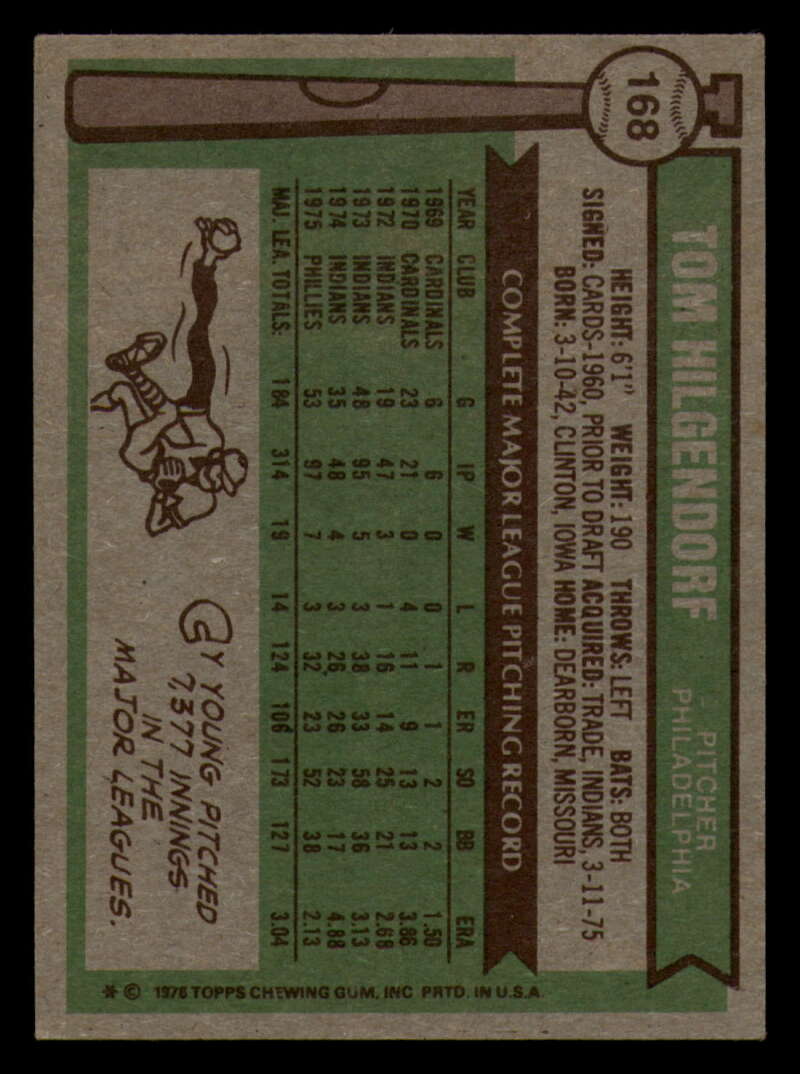 168
TOM HILGENDORF
- PITCHER
PHILADELPHIA
HEIGHT: 6'1" WEIGHT: 190 THROWS: LEFT BATS: BOTH
SIGNED: CARDS-1960, PRIOR TO DRAFT ACQUIRED: TRADE, INDIANS, 3-11-75
BORN: 3-10-42, CLINTON, IOWA HOME: DEARBORN, MISSOURI
COMPLETE MAJOR LEAGUE PITCHING RECORD
YEAR CLUB G IP W L R ER SO BB ERA
1969 CARDINALS 6 6 0 0 1 1 2 2 1.50
1970 CARDINALS 23 21 0 4 11 9 13 13 3.86
1972 INDIANS 19 47 3 1 16 14 25 21 2.68
1973 INDIANS 48 95 5 3 38 33 58 36 3.13
1974 INDIANS 35 48 4 3 26 26 23 17 4.88
1975 PHILLIES 53 97 7 3 32 23 52 38 2.13
MAJ. LEA. TOTALS: 184 314 19 14 124 106 173 127 3.04
CY YOUNG PITCHED
7,377 INNINGS
IN THE
MAJOR LEAGUES.
* © 1976 TOPPS CHEWING GUM, INC PRTD. IN U.S.A.